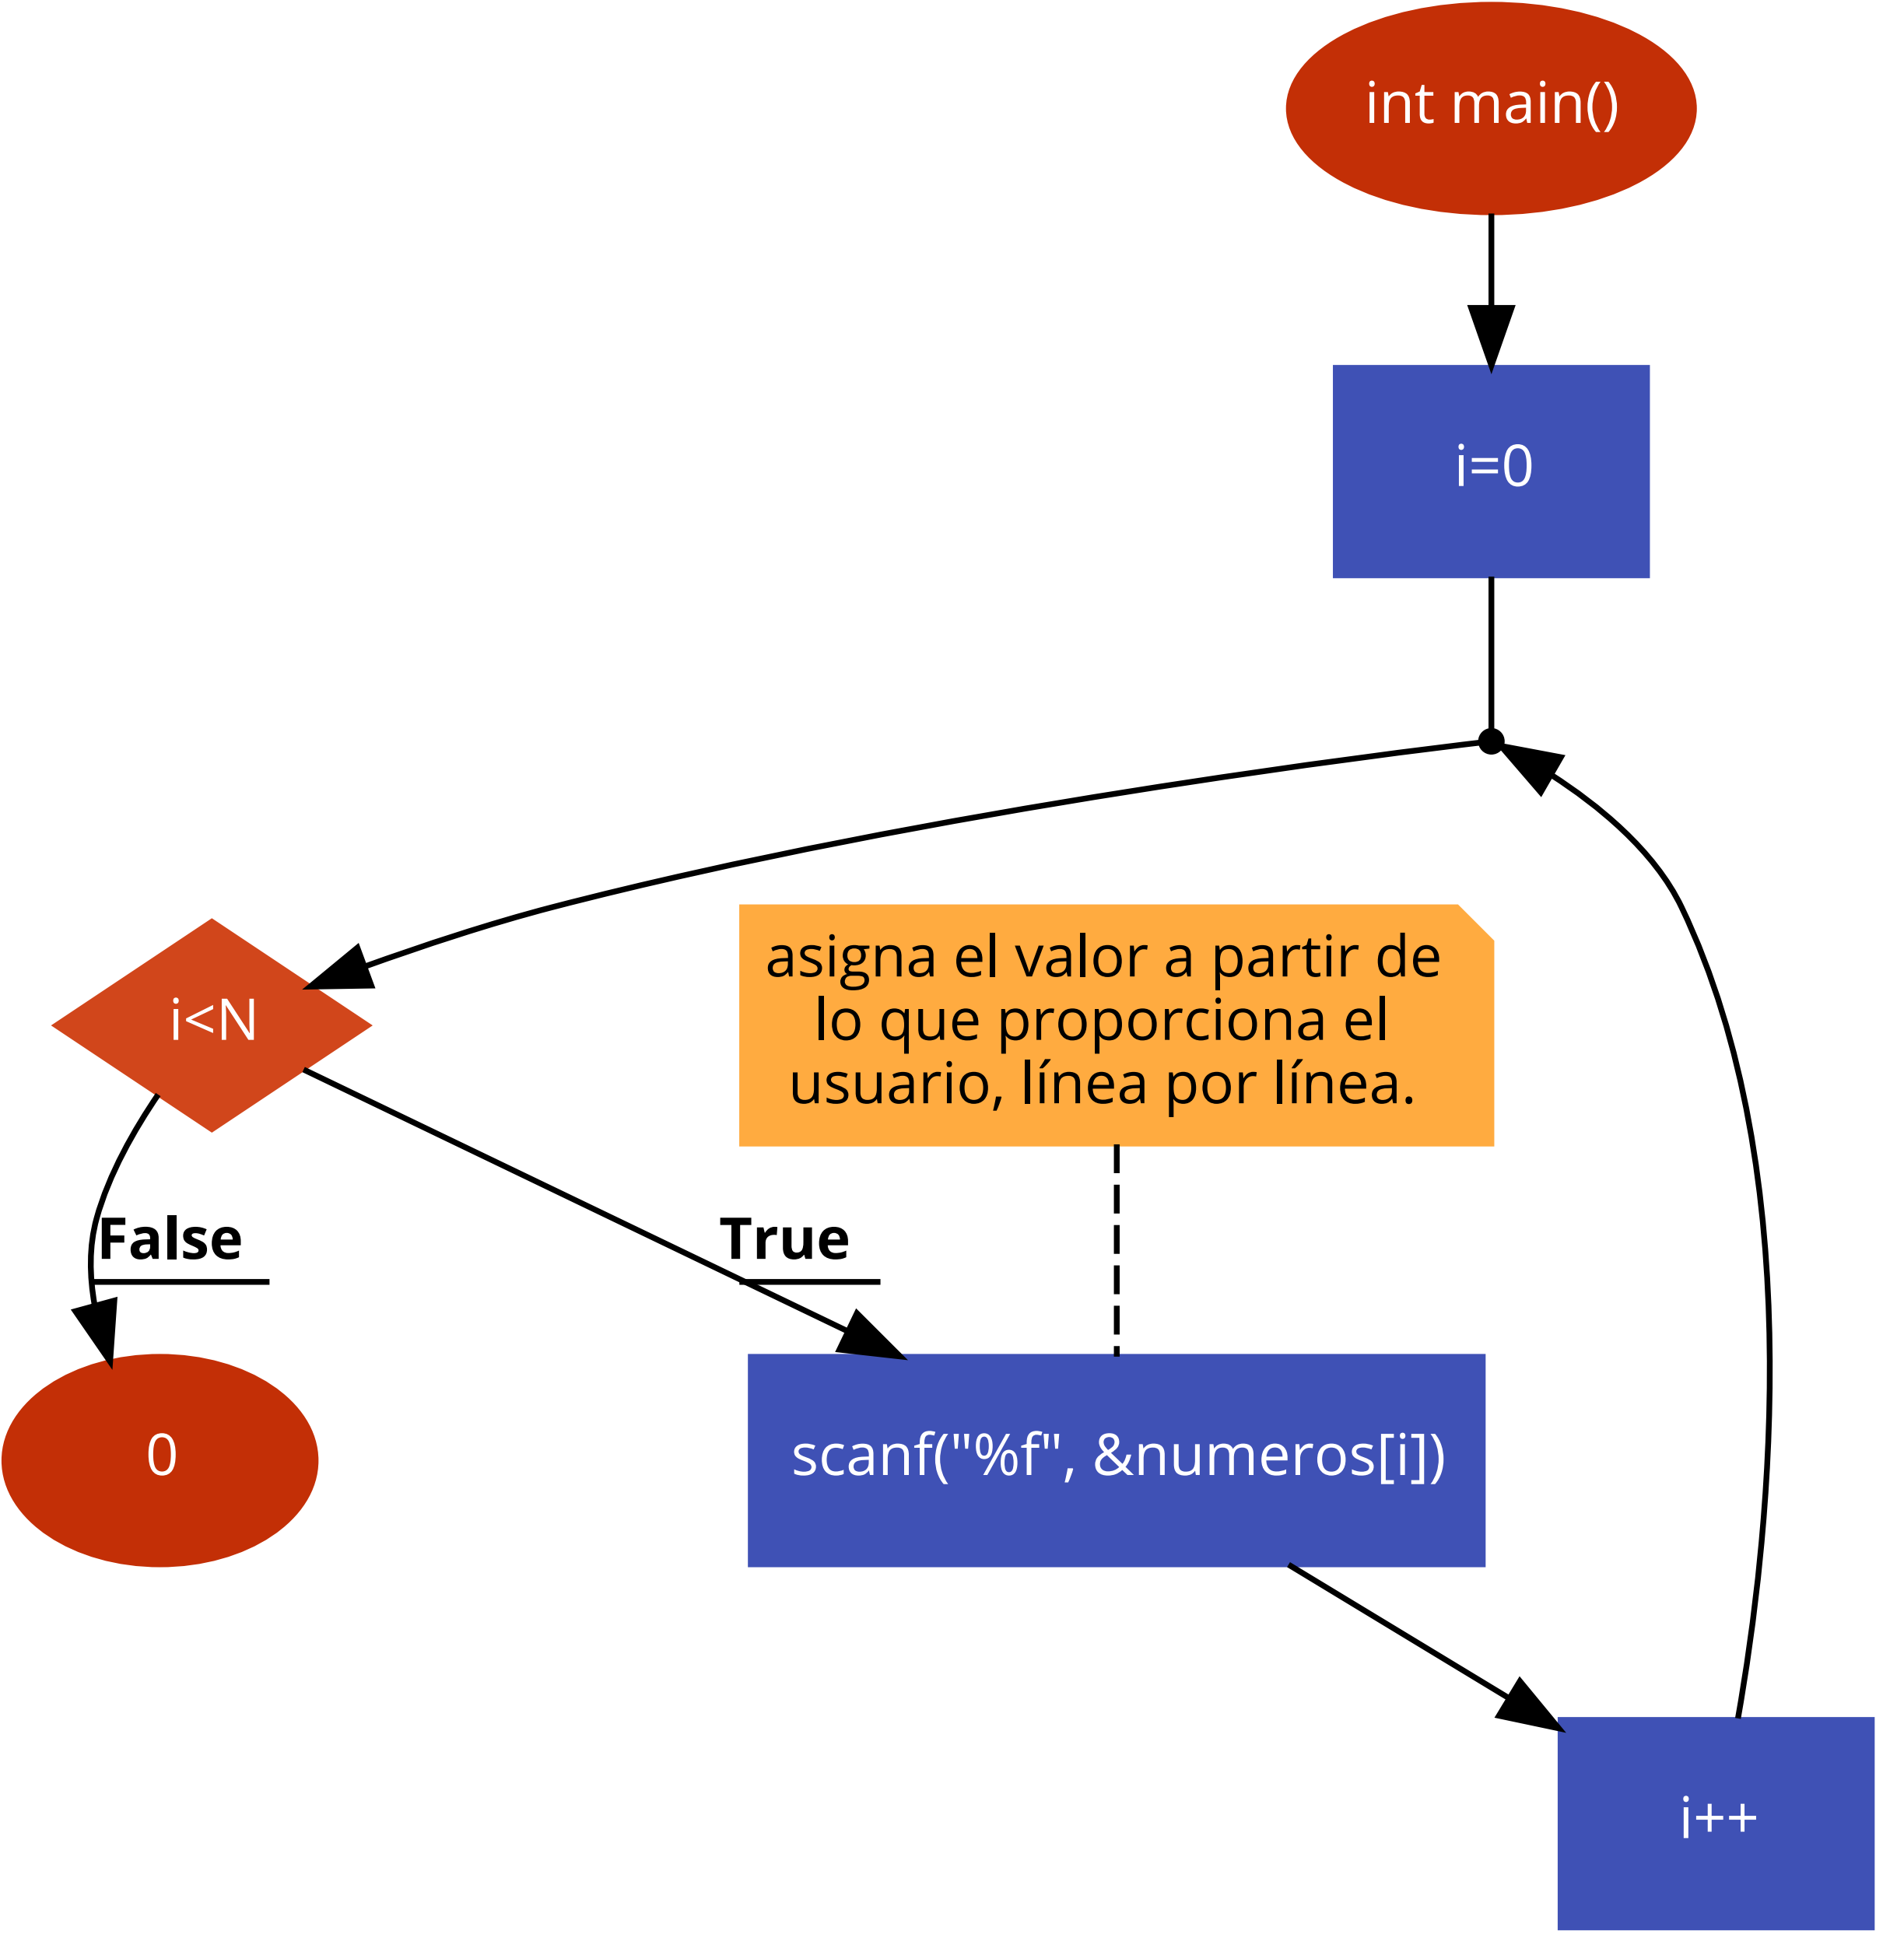 int main()
i=0
i<N
asigna el valor a partir de
lo que proporciona el
usuario, línea por línea.
False
True
0
scanf("%f", &numeros[i])
i++